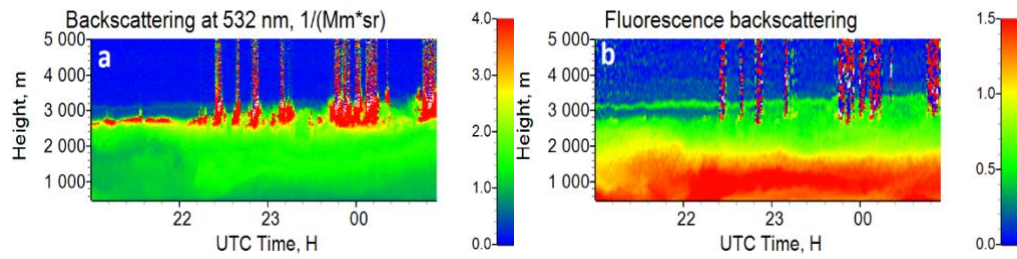 Backscattering at 532 nm, 1/(Mm*sr)
a
Height, m
5 000
4 000
3 000
2 000
1 000
22 23 00
UTC Time, H
4.0
3.0
2.0
1.0
0.0
Fluorescence backscattering
b
Height, m
5 000
4 000
3 000
2 000
1 000
22 23 00
UTC Time, H
1.5
1.0
0.5
0.0